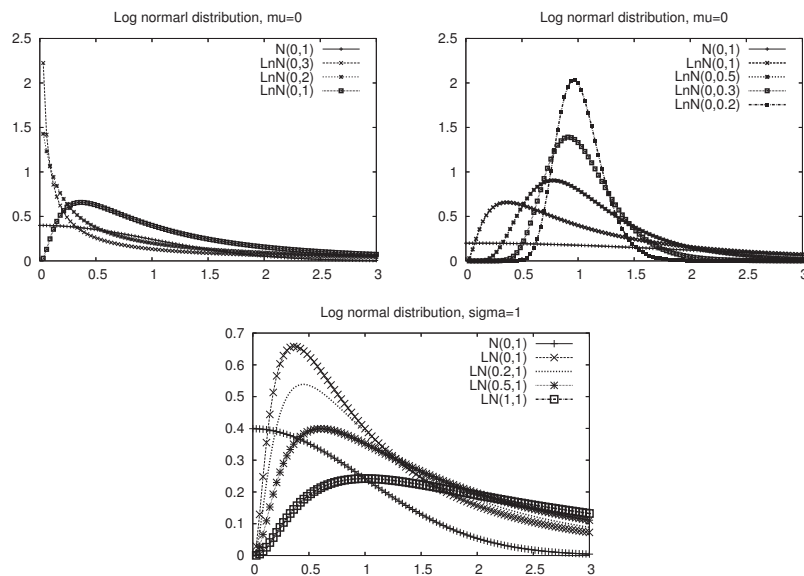 Log normarl distribution, mu=0
2.5
2
1.5
1
0.5
0
0 0.5 1 1.5 2 2.5 3
N(0,1)
LnN(0,3)
LnN(0,2)
LnN(0,1)
Log normarl distribution, mu=0
2.5
2
1.5
1
0.5
0
0 0.5 1 1.5 2 2.5 3
N(0,1)
LnN(0,1)
LnN(0,0.5)
LnN(0,0.3)
LnN(0,0.2)
Log normal distribution, sigma=1
0.7
0.6
0.5
0.4
0.3
0.2
0.1
0
0 0.5 1 1.5 2 2.5 3
N(0,1)
LN(0,1)
LN(0.2,1)
LN(0.5,1)
LN(1,1)